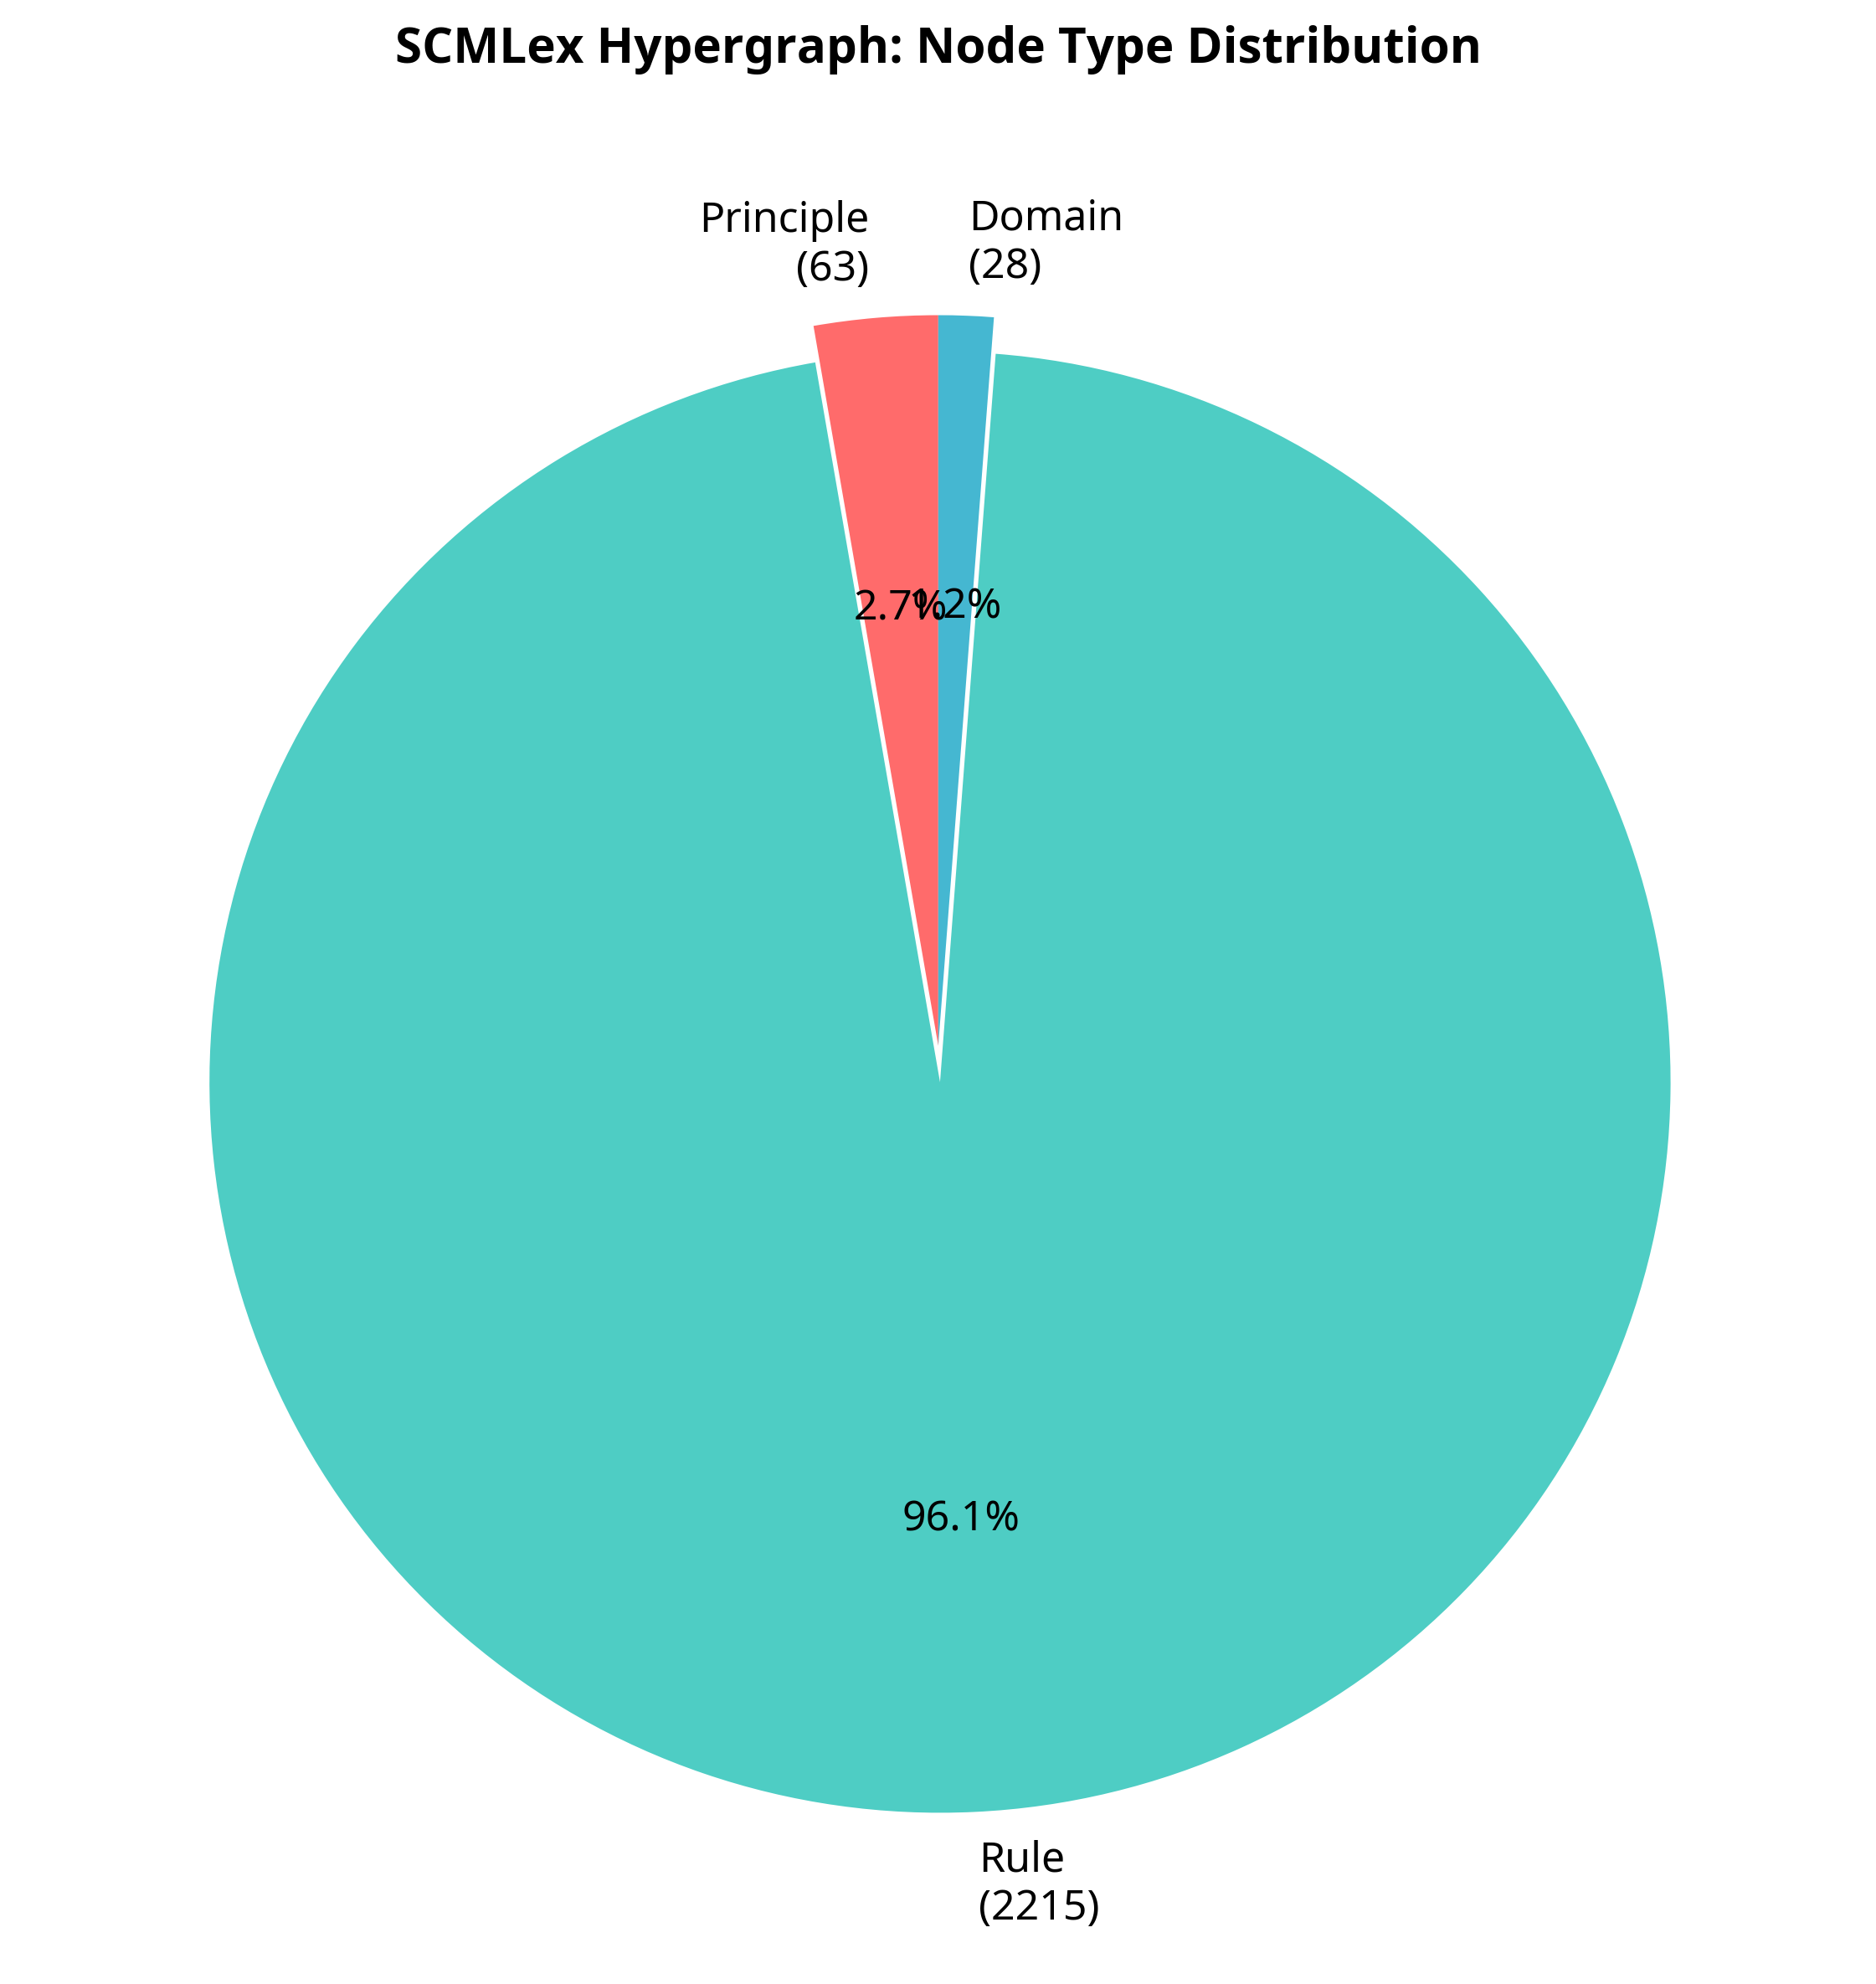 SCMLex Hypergraph: Node Type Distribution
Principle
(63)
Domain
(28)
2.7%
1.2%
96.1%
Rule
(2215)